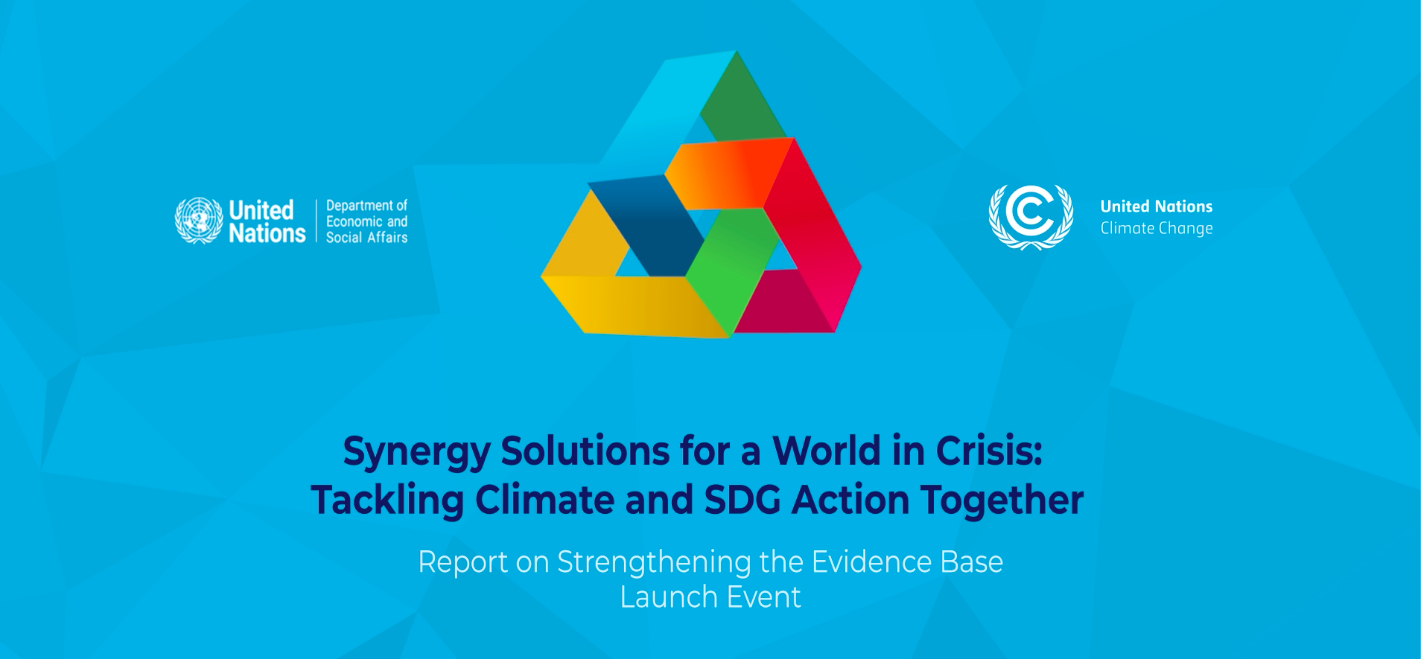 United
Nations
Department of
Economic and
Social Affairs
United Nations
Climate Change
Synergy Solutions for a World in Crisis:
Tackling Climate and SDG Action Together
Report on Strengthening the Evidence Base
Launch Event